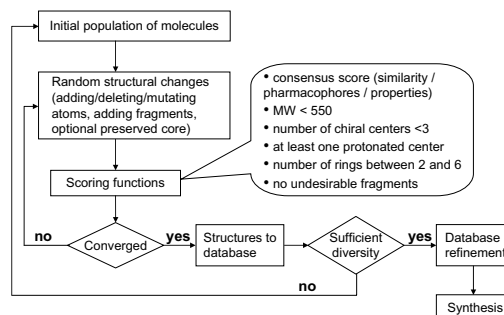 Initial population of molecules
Random structural changes
(adding/deleting/mutating
atoms, adding fragments,
optional preserved core)
Scoring functions
• consensus score (similarity /
pharmacophores / properties)
• MW < 550
• number of chiral centers <3
• at least one protonated center
• number of rings between 2 and 6
• no undesirable fragments
no
Converged
yes
Structures to
database
Sufficient
diversity
yes
Database
refinement
no
Synthesis